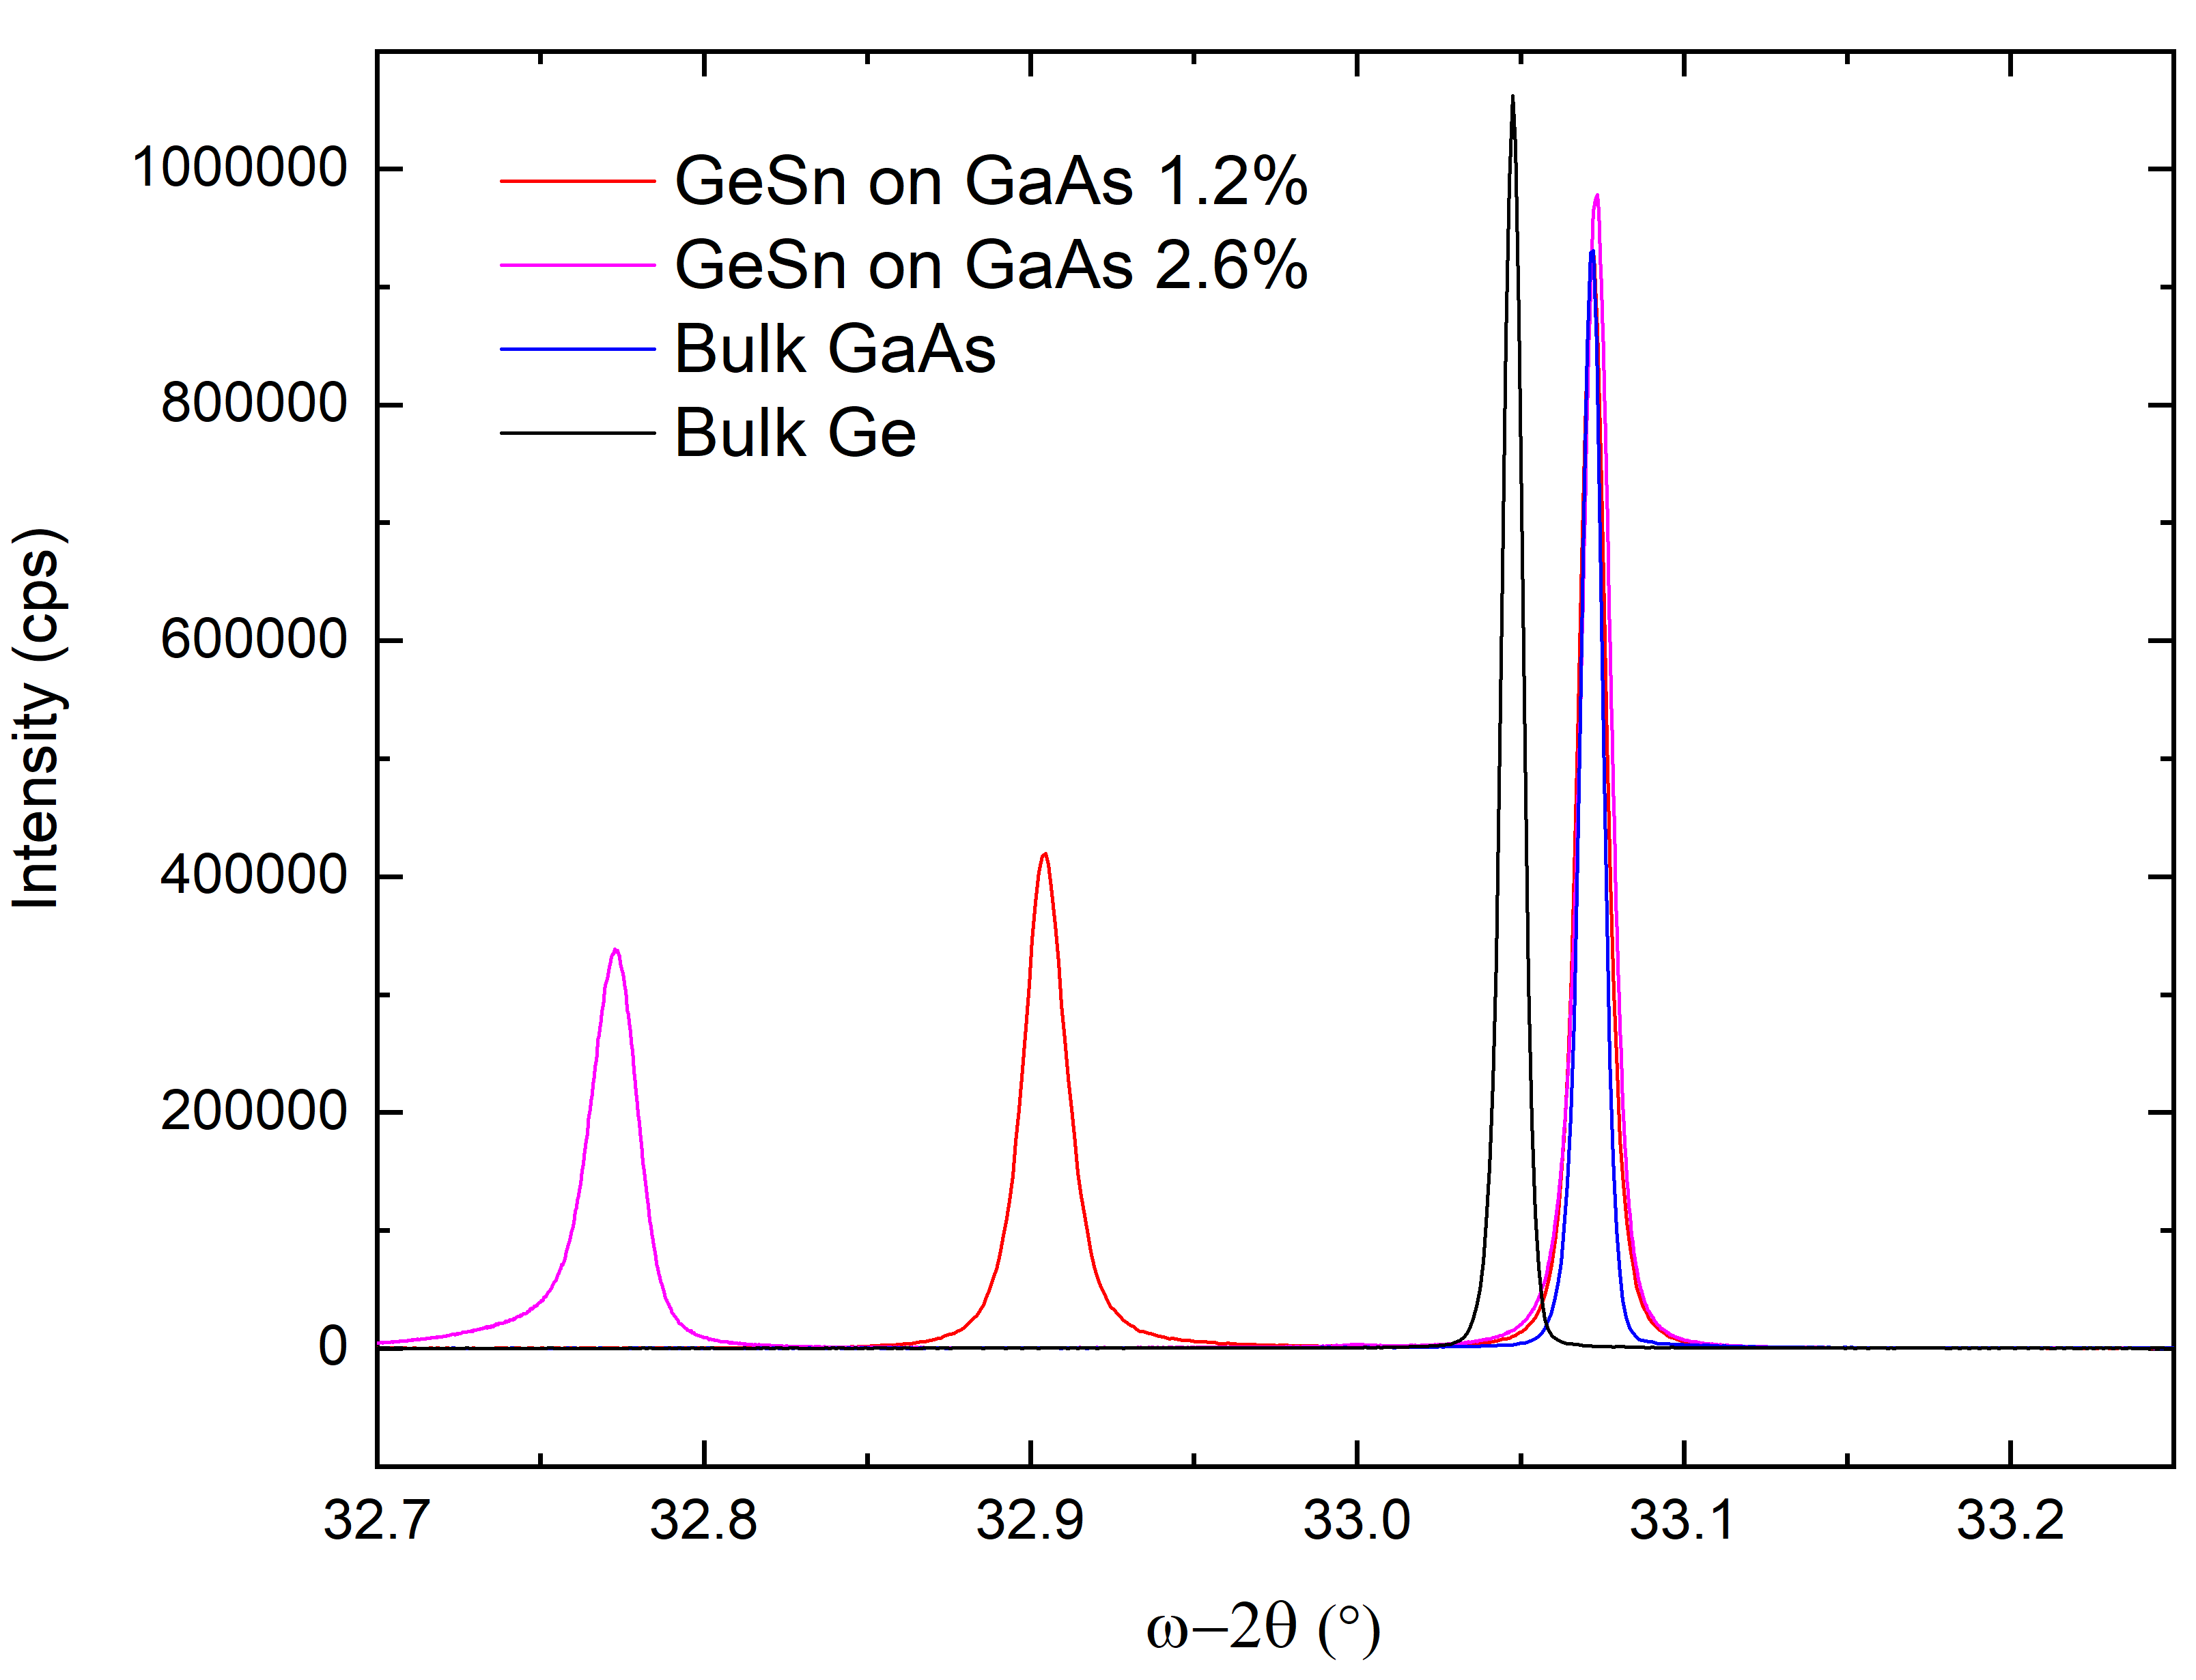 GeSn on GaAs 1.2%
GeSn on GaAs 2.6%
Bulk GaAs
Bulk Ge
Intensity (cps)
1000000
800000
600000
400000
200000
0
32.7 32.8 32.9 33.0 33.1 33.2
ω−2θ (°)